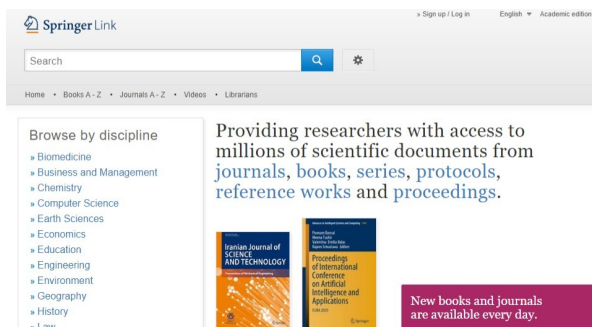 » Sign up / Log in English Academic edition
Springer Link
Search
Home • Books A - Z • Journals A - Z • Videos • Librarians
Browse by discipline
» Biomedicine
» Business and Management
» Chemistry
» Computer Science
» Earth Sciences
» Economics
» Education
» Engineering
» Environment
» Geography
» History
» Law
Providing researchers with access to
millions of scientific documents from
journals, books, series, protocols,
reference works and proceedings.
Iranian Journal of
SCIENCE
AND TECHNOLOGY
Proceedings
of International
Conference
on Artificial
Intelligence and
Applications
Springer
New books and journals
are available every day.